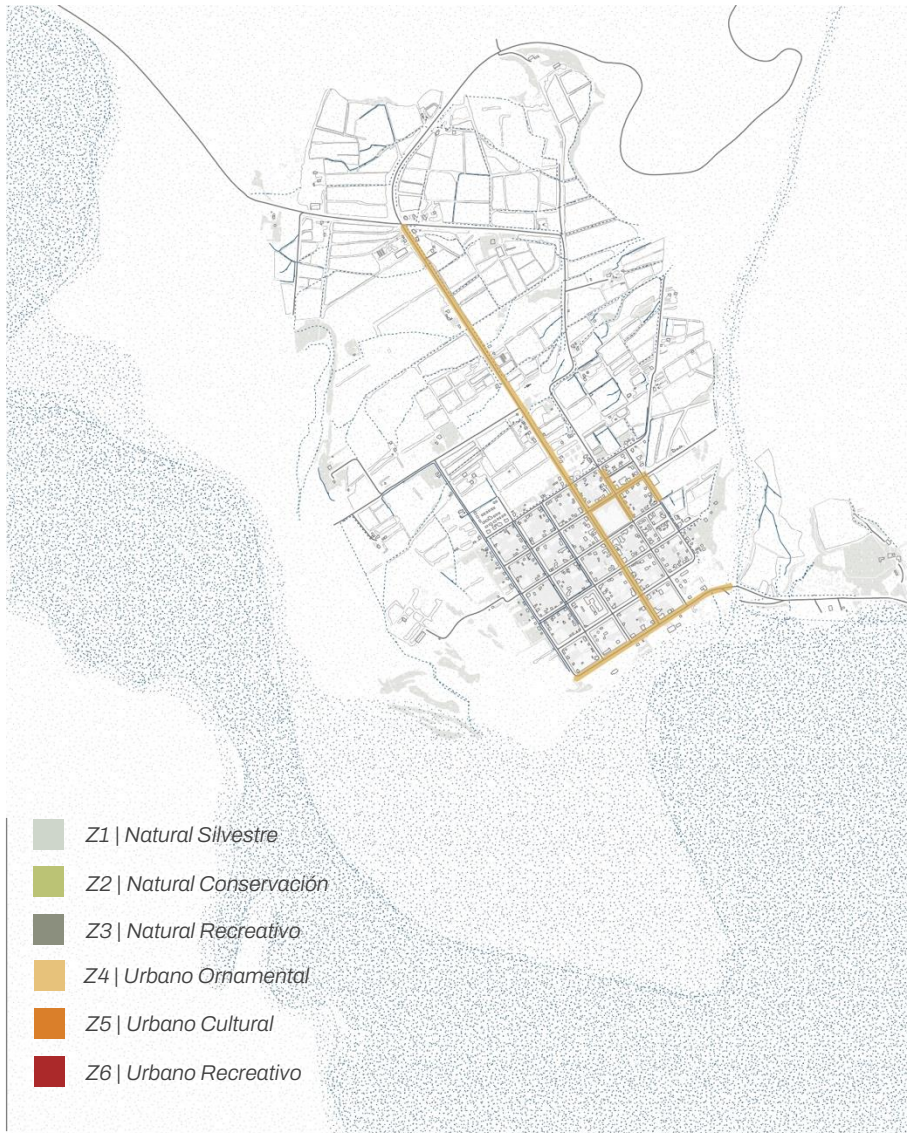 Z1 | Natural Silvestre
Z2 | Natural Conservación
Z3 | Natural Recreativo
Z4 | Urbano Ornamental
Z5 | Urbano Cultural
Z6 | Urbano Recreativo